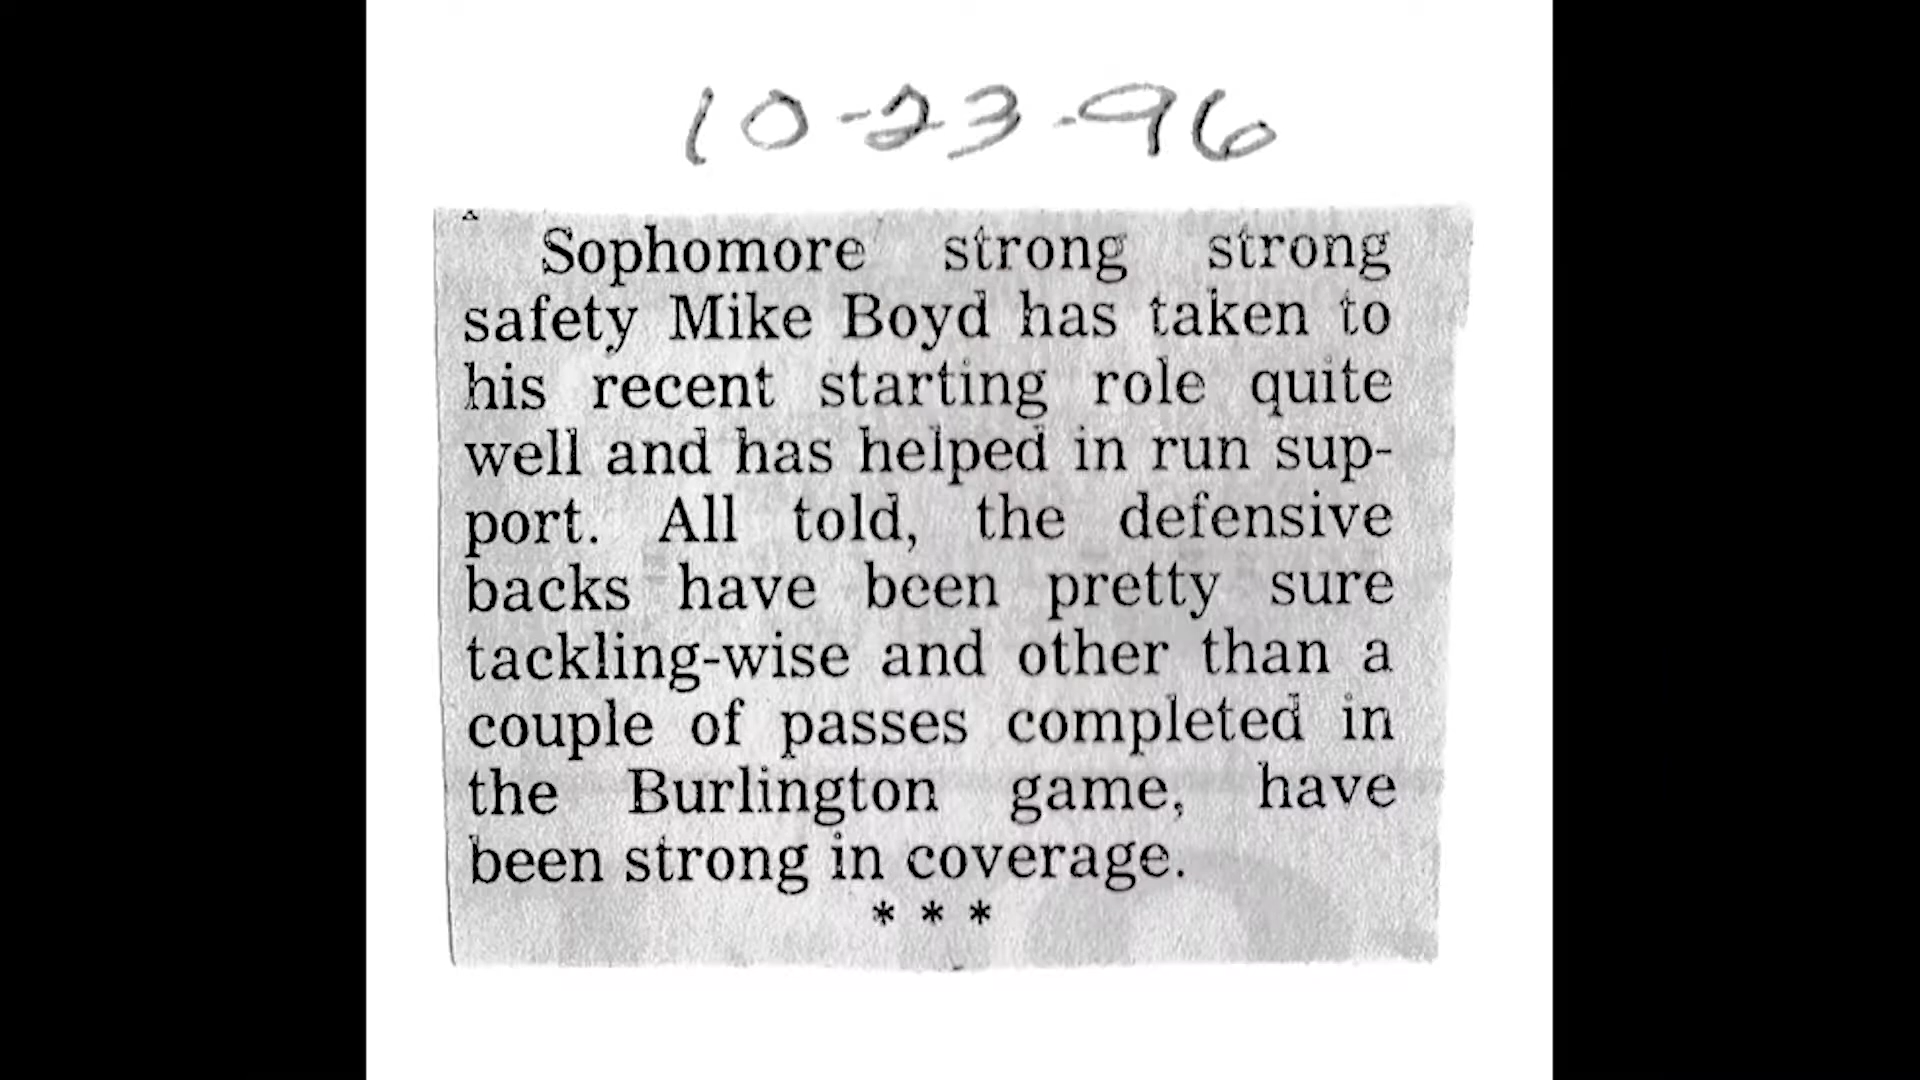 10-23-96
Sophomore strong strong
safety Mike Boyd has taken to
his recent starting role quite
well and has helped in run sup-
port. All told, the defensive
backs have been pretty sure
tackling-wise and other than a
couple of passes completed in
the Burlington game, have
been strong in coverage.
* * *